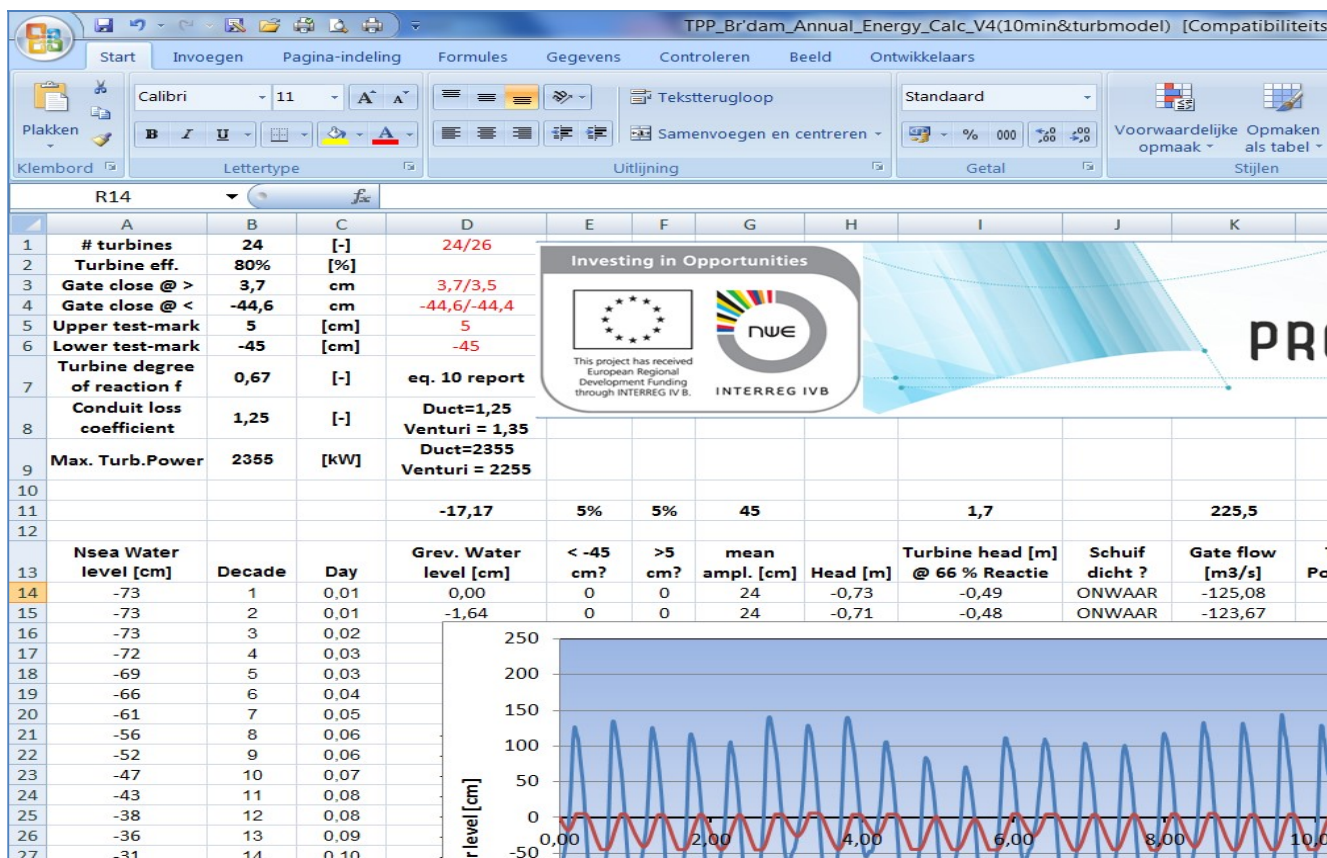 TPP_Br'dam_Annual_Energy_Calc_V4(10min&turbmodel) [Compatibiliteits
Start Invoegen Pagina-indeling Formules Gegevens Controleren Beeld Ontwikkelaars
Plakken
Klembord
Calibri 11 A A
B I U A
Lettertype
Tekstterugloop
Samenvoegen en centreren
Uitlijning
Standaard
% 000 ,00 ,00
Getal
Voorwaardelijke opmaak
Opmaken als tabel
Stijlen
R14 fx
A B C D E F G H I J K
1 # turbines 24 [-] 24/26
2 Turbine eff. 80% [%]
3 Gate close @ > 3,7 cm 3,7/3,5
4 Gate close @ < -44,6 cm -44,6/-44,4
5 Upper test-mark 5 [cm] 5
6 Lower test-mark -45 [cm] -45
7 Turbine degree of reaction f 0,67 [-] eq. 10 report
8 Conduit loss coefficient 1,25 [-] Duct=1,25 Venturi = 1,35
9 Max. Turb.Power 2355 [kW] Duct=2355 Venturi = 2255
Investing in Opportunities
This project has received
European Regional
Development Funding
through INTERREG IV B.
NWE
INTERREG IVB
PR
10
11 -17,17 5% 5% 45 1,7 225,5
12
13 Nsea Water level [cm] Decade Day Grev. Water level [cm] < -45 cm? >5 cm? mean ampl. [cm] Head [m] Turbine head [m] @ 66 % Reactie Schuif dicht ? Gate flow [m3/s] Po
14 -73 1 0,01 0,00 0 0 24 -0,73 -0,49 ONWAAR -125,08
15 -73 2 0,01 -1,64 0 0 24 -0,71 -0,48 ONWAAR -123,67
16 -73 3 0,02
17 -72 4 0,03
18 -69 5 0,03
19 -66 6 0,04
20 -61 7 0,05
21 -56 8 0,06
22 -52 9 0,06
23 -47 10 0,07
24 -43 11 0,08
25 -38 12 0,08
26 -36 13 0,09
27 -31 14 0,10
250
200
150
100
50
0
-50
r level [cm]
0,00 2,00 4,00 6,00 8,00 10,0